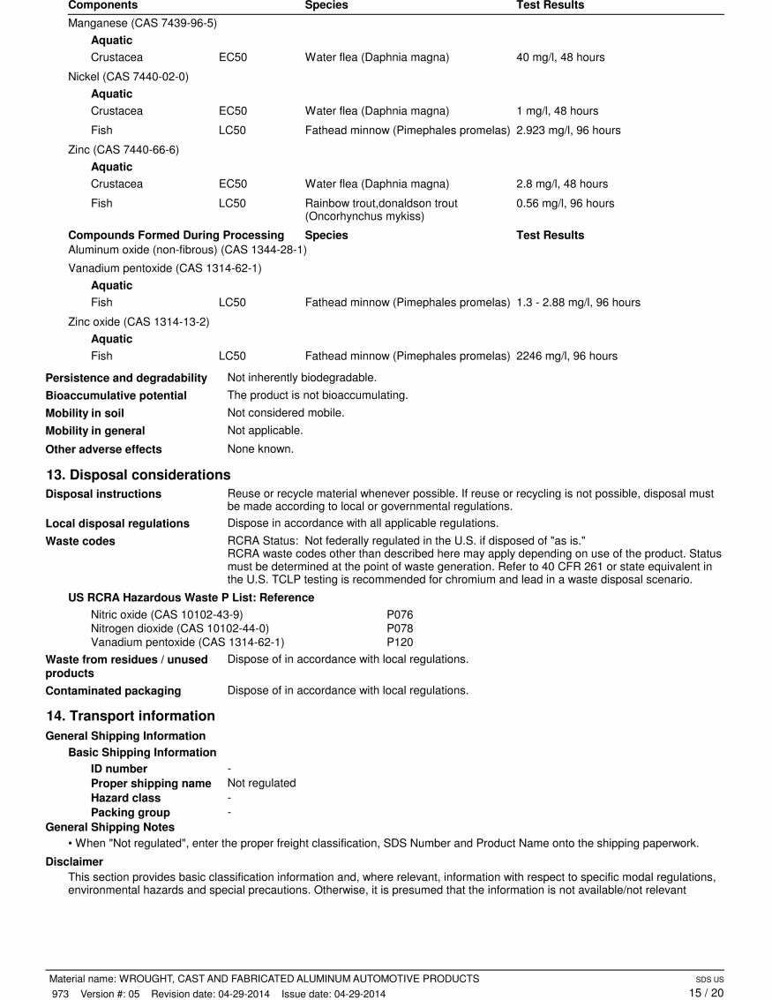 Components Species Test Results
Manganese (CAS 7439-96-5)
Aquatic
Crustacea EC50 Water flea (Daphnia magna) 40 mg/l, 48 hours
Nickel (CAS 7440-02-0)
Aquatic
Crustacea EC50 Water flea (Daphnia magna) 1 mg/l, 48 hours
Fish LC50 Fathead minnow (Pimephales promelas) 2.923 mg/l, 96 hours
Zinc (CAS 7440-66-6)
Aquatic
Crustacea EC50 Water flea (Daphnia magna) 2.8 mg/l, 48 hours
Fish LC50 Rainbow trout,donaldson trout 0.56 mg/l, 96 hours
(Oncorhynchus mykiss)
Compounds Formed During Processing Species Test Results
Aluminum oxide (non-fibrous) (CAS 1344-28-1)
Vanadium pentoxide (CAS 1314-62-1)
Aquatic
Fish LC50 Fathead minnow (Pimephales promelas) 1.3 - 2.88 mg/l, 96 hours
Zinc oxide (CAS 1314-13-2)
Aquatic
Fish LC50 Fathead minnow (Pimephales promelas) 2246 mg/l, 96 hours
Persistence and degradability Not inherently biodegradable.
Bioaccumulative potential The product is not bioaccumulating.
Mobility in soil Not considered mobile.
Mobility in general Not applicable.
Other adverse effects None known.
13. Disposal considerations
Disposal instructions Reuse or recycle material whenever possible. If reuse or recycling is not possible, disposal must
be made according to local or governmental regulations.
Local disposal regulations Dispose in accordance with all applicable regulations.
Waste codes RCRA Status: Not federally regulated in the U.S. if disposed of "as is."
RCRA waste codes other than described here may apply depending on use of the product. Status
must be determined at the point of waste generation. Refer to 40 CFR 261 or state equivalent in
the U.S. TCLP testing is recommended for chromium and lead in a waste disposal scenario.
US RCRA Hazardous Waste P List: Reference
Nitric oxide (CAS 10102-43-9) P076
Nitrogen dioxide (CAS 10102-44-0) P078
Vanadium pentoxide (CAS 1314-62-1) P120
Waste from residues / unused Dispose of in accordance with local regulations.
products
Contaminated packaging Dispose of in accordance with local regulations.
14. Transport information
General Shipping Information
Basic Shipping Information
ID number -
Proper shipping name Not regulated
Hazard class -
Packing group -
General Shipping Notes
• When "Not regulated", enter the proper freight classification, SDS Number and Product Name onto the shipping paperwork.
Disclaimer
This section provides basic classification information and, where relevant, information with respect to specific modal regulations,
environmental hazards and special precautions. Otherwise, it is presumed that the information is not available/not relevant
Material name: WROUGHT, CAST AND FABRICATED ALUMINUM AUTOMOTIVE PRODUCTS SDS US
973 Version #: 05 Revision date: 04-29-2014 Issue date: 04-29-2014 15 / 20